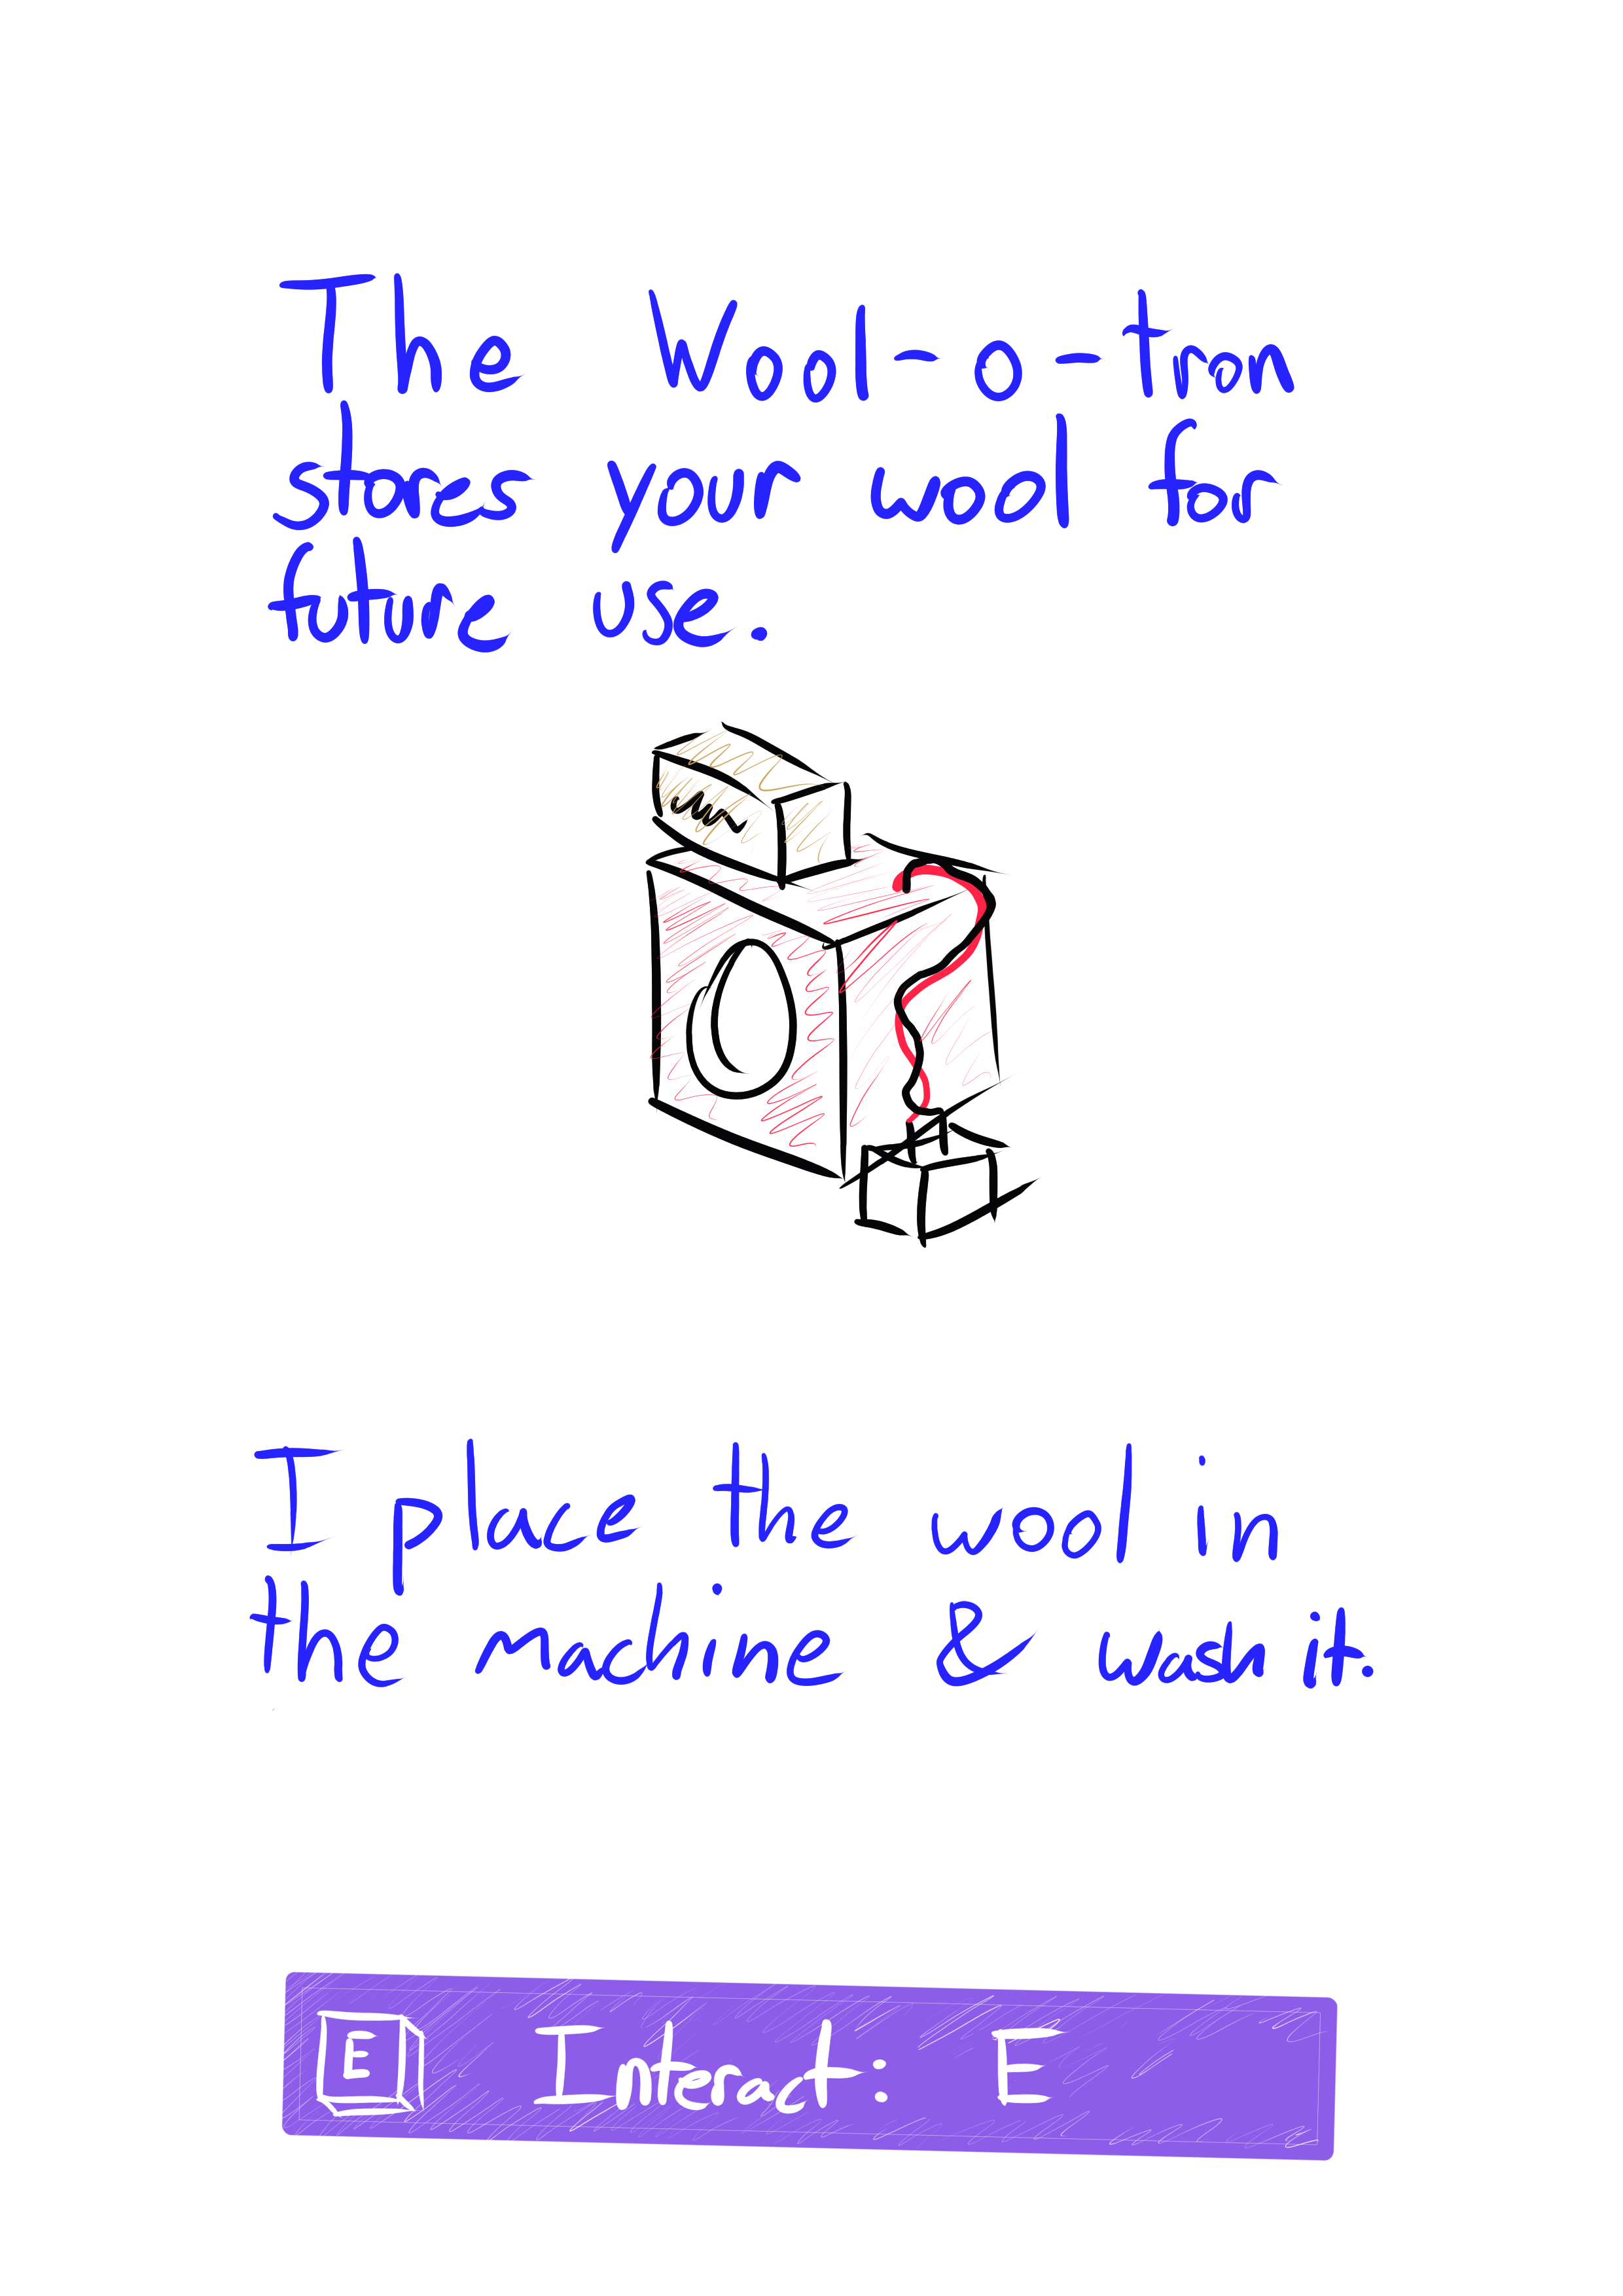 The Wool-o-tron
stores your wool for
future use.
I place the wool in
the machine & wash it.
E Interact: E